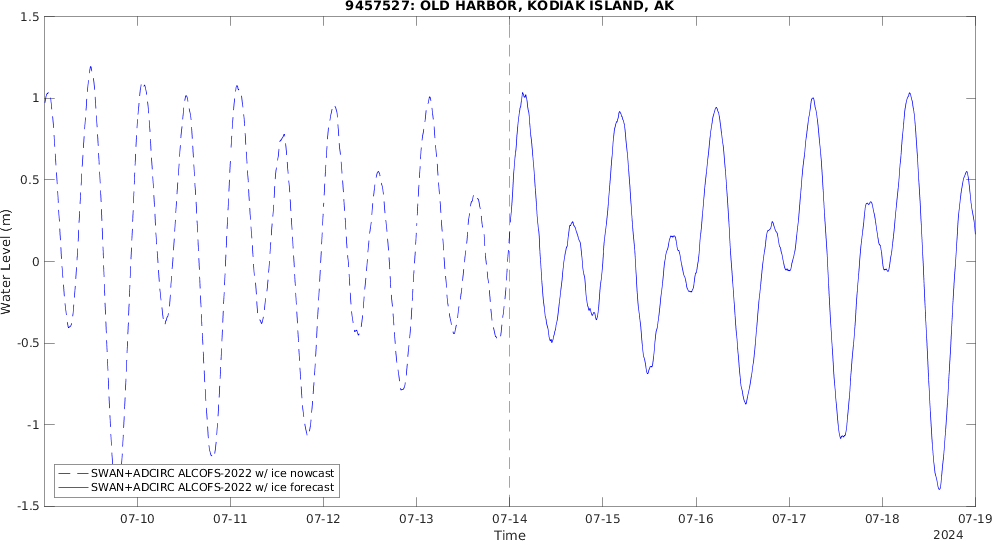 9457527: OLD HARBOR, KODIAK ISLAND, AK
1.5
1
0.5
0
-0.5
-1
-1.5
Water Level (m)
SWAN+ADCIRC ALCOFS-2022 w/ ice nowcast
SWAN+ADCIRC ALCOFS-2022 w/ ice forecast
07-10 07-11 07-12 07-13 07-14 07-15 07-16 07-17 07-18 07-19
Time 2024